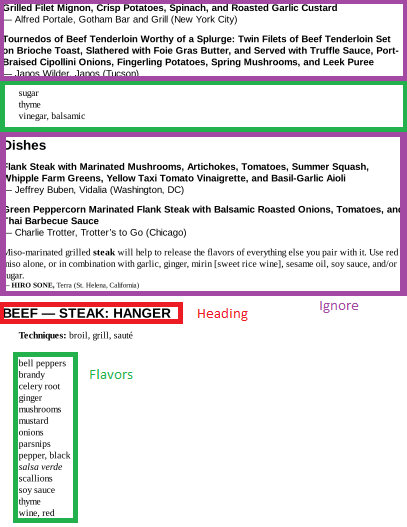 Grilled Filet Mignon, Crisp Potatoes, Spinach, and Roasted Garlic Custard
— Alfred Portale, Gotham Bar and Grill (New York City)
Tournedos of Beef Tenderloin Worthy of a Splurge: Twin Filets of Beef Tenderloin Set
on Brioche Toast, Slathered with Foie Gras Butter, and Served with Truffle Sauce, Port-
Braised Cipollini Onions, Fingerling Potatoes, Spring Mushrooms, and Leek Puree
— Janos Wilder, Janos (Tucson)
sugar
thyme
vinegar, balsamic
Dishes
Flank Steak with Marinated Mushrooms, Artichokes, Tomatoes, Summer Squash,
Whipple Farm Greens, Yellow Taxi Tomato Vinaigrette, and Basil-Garlic Aioli
— Jeffrey Buben, Vidalia (Washington, DC)
Green Peppercorn Marinated Flank Steak with Balsamic Roasted Onions, Tomatoes, and
Thai Barbecue Sauce
— Charlie Trotter, Trotter's to Go (Chicago)
Miso-marinated grilled steak will help to release the flavors of everything else you pair it with. Use red
miso alone, or in combination with garlic, ginger, mirin [sweet rice wine], sesame oil, soy sauce, and/or
sugar.
— HIRO SONE, Terra (St. Helena, California)
Ignore
BEEF — STEAK: HANGER
Heading
Techniques: broil, grill, sauté
Flavors
bell peppers
brandy
celery root
ginger
mushrooms
mustard
onions
parsnips
pepper, black
salsa verde
scallions
soy sauce
thyme
wine, red